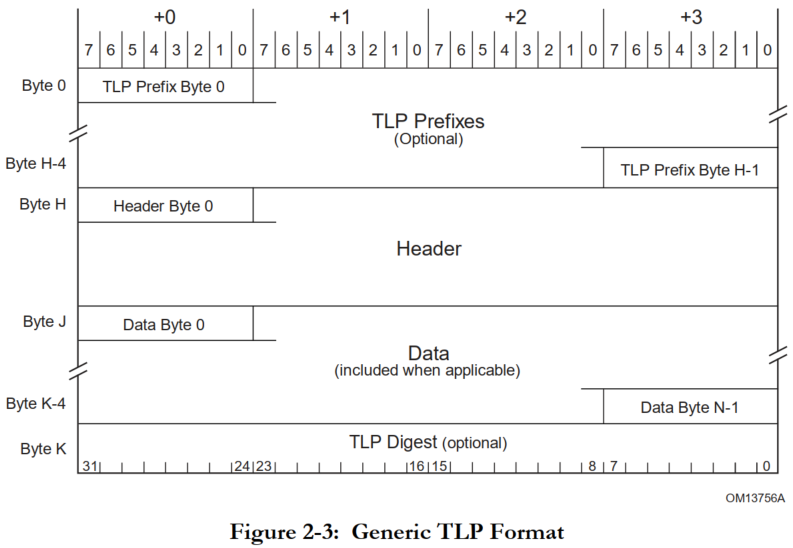 +0 +1 +2 +3
7 6 5 4 3 2 1 0 7 6 5 4 3 2 1 0 7 6 5 4 3 2 1 0 7 6 5 4 3 2 1 0
Byte 0 TLP Prefix Byte 0
TLP Prefixes
(Optional)
Byte H-4 TLP Prefix Byte H-1
Byte H Header Byte 0
Header
Byte J Data Byte 0
Data
(included when applicable)
Byte K-4 Data Byte N-1
Byte K TLP Digest (optional)
31 24 23 16 15 8 7 0
OM13756A
Figure 2-3: Generic TLP Format